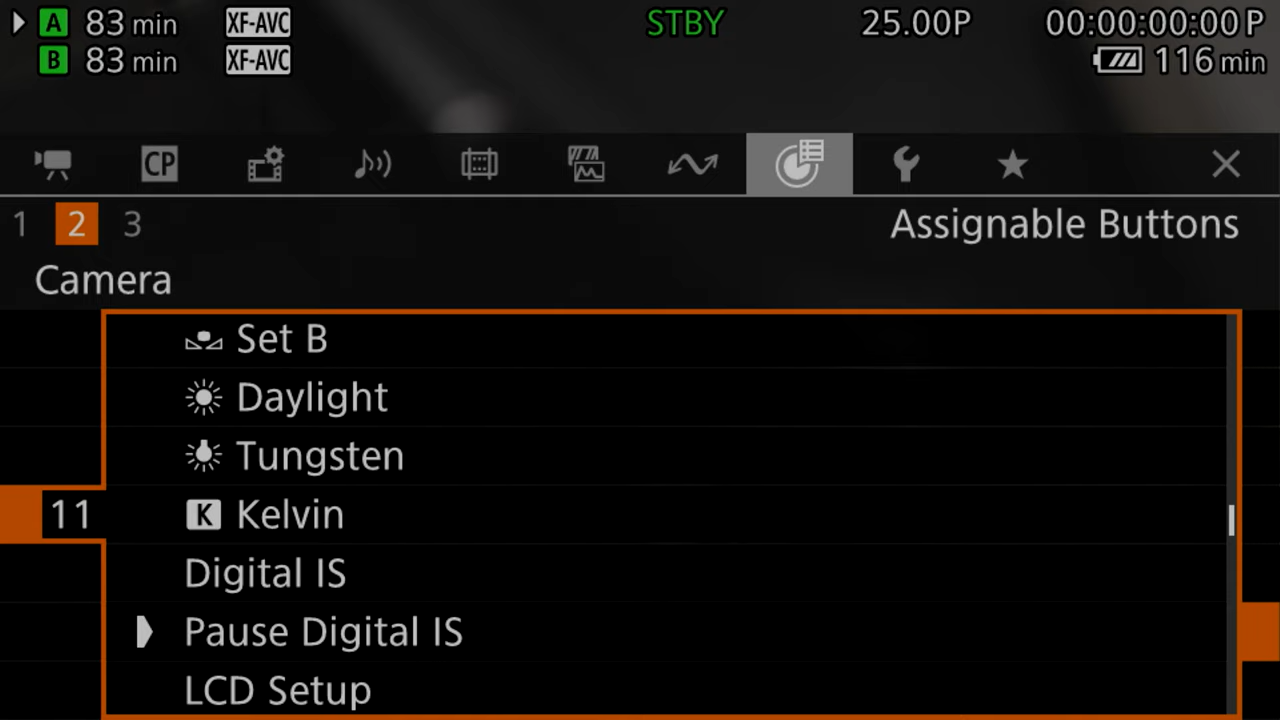 A 83 min XF-AVC STBY 25.00P 00:00:00:00 P
B 83 min XF-AVC 116 min
CP
1 2 3 Assignable Buttons
Camera
Set B
Daylight
Tungsten
11 K Kelvin
Digital IS
Pause Digital IS
LCD Setup